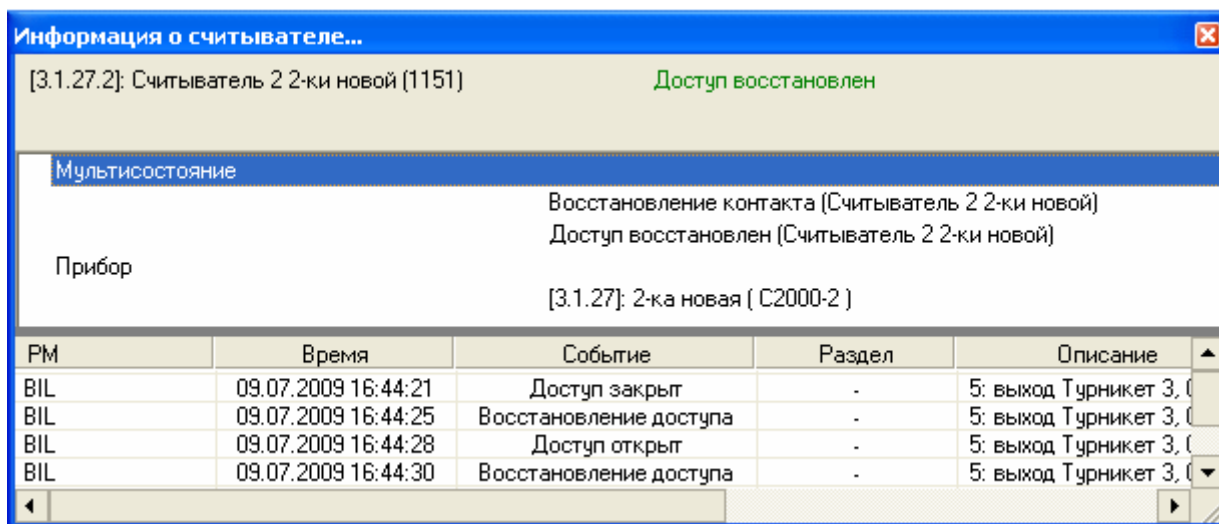 Информация о считывателе...
[3.1.27.2]: Считыватель 2 2-ки новой (1151) Доступ восстановлен
Мультисостояние
Восстановление контакта (Считыватель 2 2-ки новой)
Доступ восстановлен (Считыватель 2 2-ки новой)
Прибор
[3.1.27]: 2-ка новая ( С2000-2 )
РМ Время Событие Раздел Описание
BIL 09.07.2009 16:44:21 Доступ закрыт - 5: выход Турникет 3,
BIL 09.07.2009 16:44:25 Восстановление доступа - 5: выход Турникет 3,
BIL 09.07.2009 16:44:28 Доступ открыт - 5: выход Турникет 3,
BIL 09.07.2009 16:44:30 Восстановление доступа - 5: выход Турникет 3,